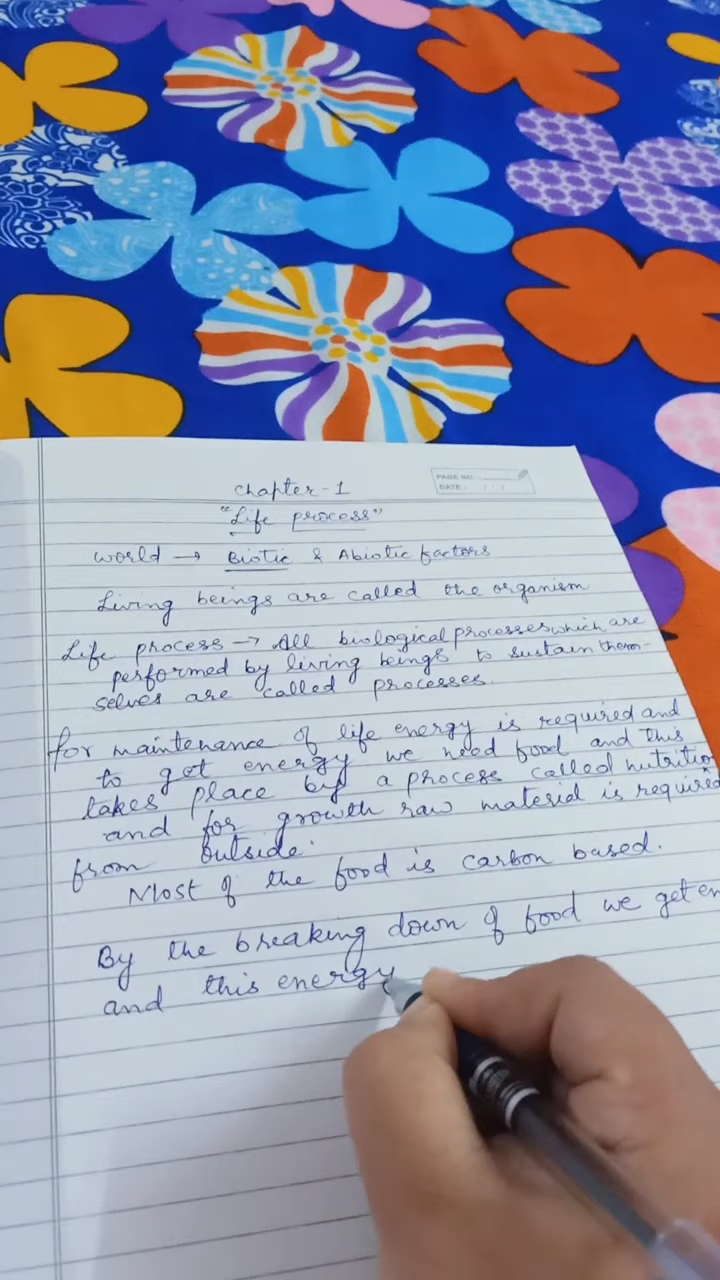 PAGE NO:
DATE: / /
Chapter-1
"Life process"
world → Biotic & Abiotic factors
Living beings are called the organism
Life process → All biological processes which are
performed by living beings to sustain them-
selves are called processes.
for maintenance of life energy is required and
to get energy we need food and this
takes place by a process called nutrition
and for growth raw material is required
from outside.
Most of the food is carbon based.
By the breaking down of food we get en
and this energy